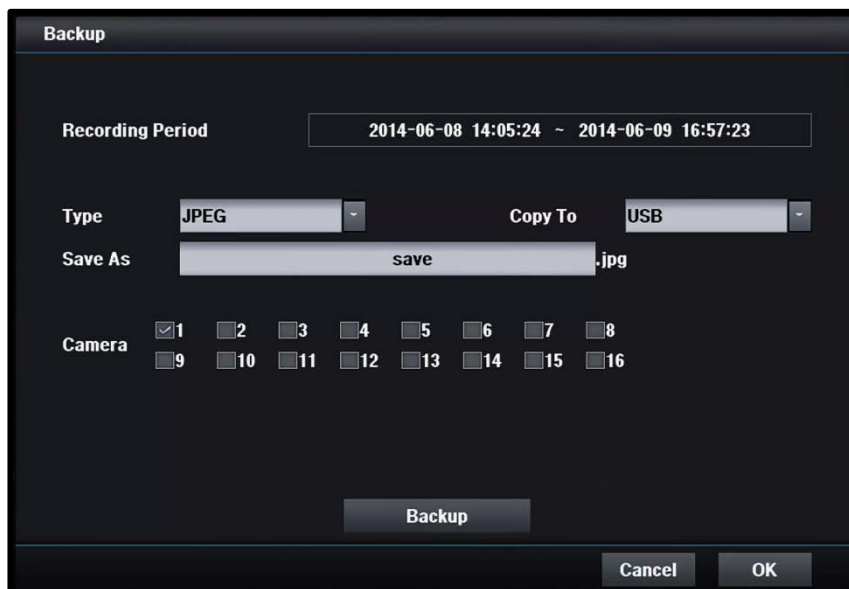 Backup
Recording Period 2014-06-08 14:05:24 ~ 2014-06-09 16:57:23
Type JPEG Copy To USB
Save As save .jpg
1 2 3 4 5 6 7 8
Camera
9 10 11 12 13 14 15 16
Backup
Cancel OK